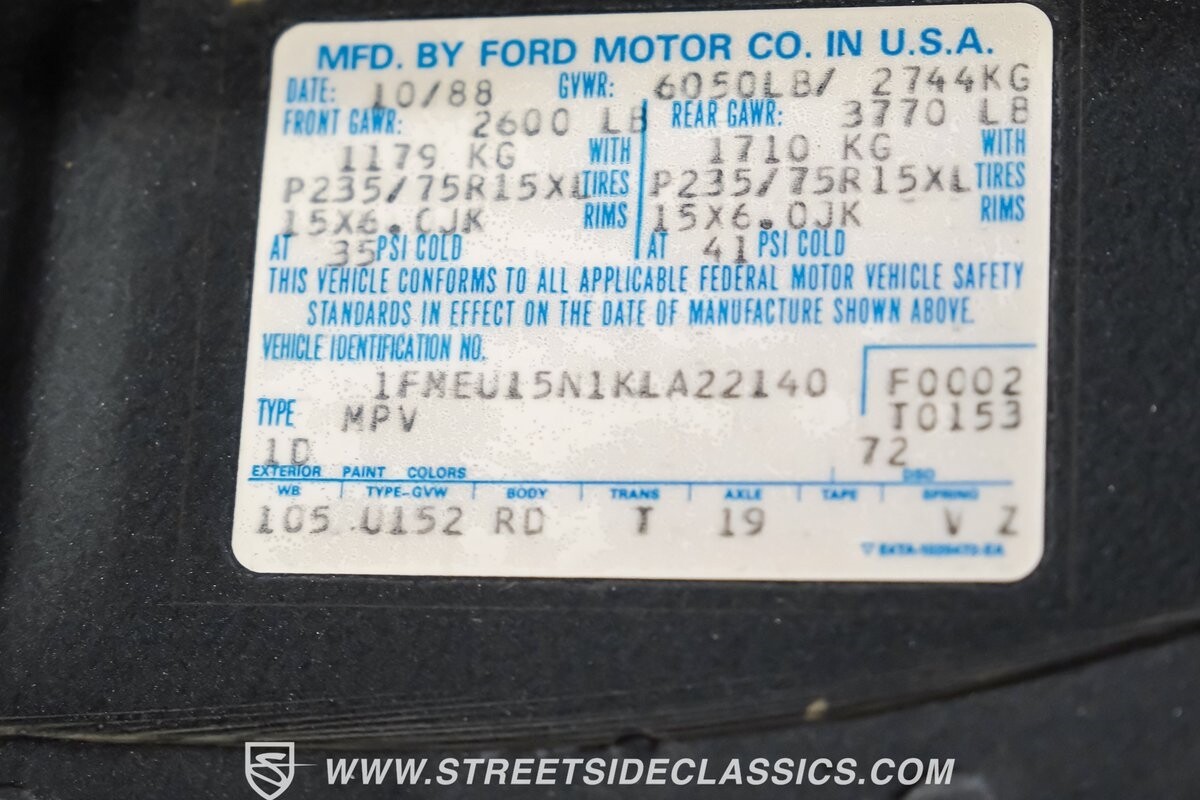 MFD. BY FORD MOTOR CO. IN U.S.A.
DATE: 10/88 GVWR: 6050LB/ 2744KG
FRONT GAWR: 2600 LB REAR GAWR: 3770 LB
1179 KG WITH 1710 KG WITH
P235/75R15XL TIRES P235/75R15XL TIRES
15X6.0JK RIMS 15X6.0JK RIMS
AT 35 PSI COLD AT 41 PSI COLD
THIS VEHICLE CONFORMS TO ALL APPLICABLE FEDERAL MOTOR VEHICLE SAFETY
STANDARDS IN EFFECT ON THE DATE OF MANUFACTURE SHOWN ABOVE.
VEHICLE IDENTIFICATION NO.
1FMEU15N1KLA22140 F0002
TYPE MPV T0153
1D 72
EXTERIOR PAINT COLORS DSO
WB TYPE-GVW BODY TRANS AXLE TAPE SPRING
105.0 U152 RD T 19 V Z
WWW.STREETSIDECLASSICS.COM